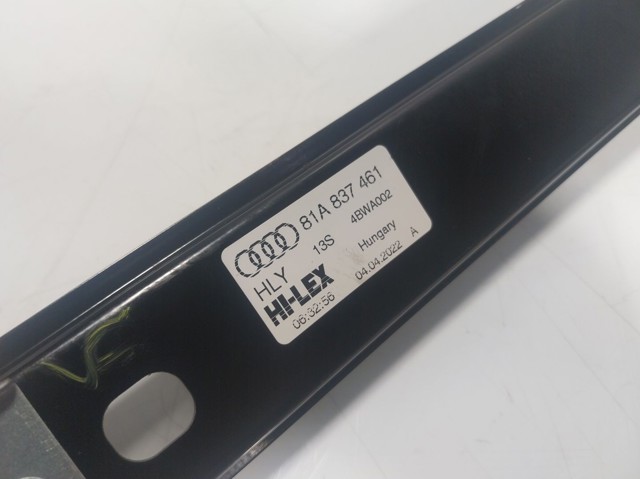 81A 837 461
HLY 13S 4BWA002
HI-LEX Hungary
06:32:56 04.04.2022 A